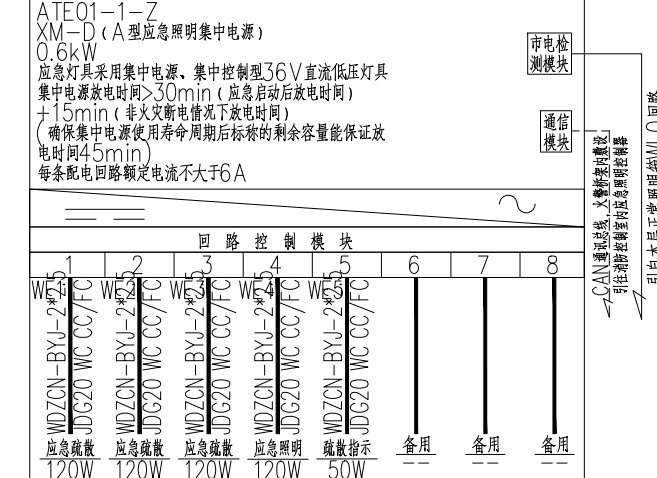 ATE01-1-Z
XM-D(A型应急照明集中电源)
0.6kW
应急灯具采用集中电源、集中控制型36V直流低压灯具
集中电源放电时间>30min(应急启动后放电时间)
+15min(非火灾断电情况下放电时间)
(确保集中电源使用寿命周期后标称的剩余容量能保证放
电时间45min)
每条配电回路额定电流不大于6A
市电检
测模块
通信
模块
CAN通讯总线，火警桥架内敷设
引住消防控制室内应急照明控制器
回路控制模块
1 2 3 4 5 6 7 8
WE1 WE2 WE3 WE4 WE5
WDZCN-BYJ-2*2.5
JDG20 WC CC/FC
WDZCN-BYJ-2*2.5
JDG20 WC CC/FC
WDZCN-BYJ-2*2.5
JDG20 WC CC/FC
WDZCN-BYJ-2*2.5
JDG20 WC CC/FC
WDZCN-BYJ-2*2.5
JDG20 WC CC/FC
应急疏散 应急疏散 应急疏散 应急照明 疏散指示 备用 备用 备用
120W 120W 120W 120W 50W -- -- --